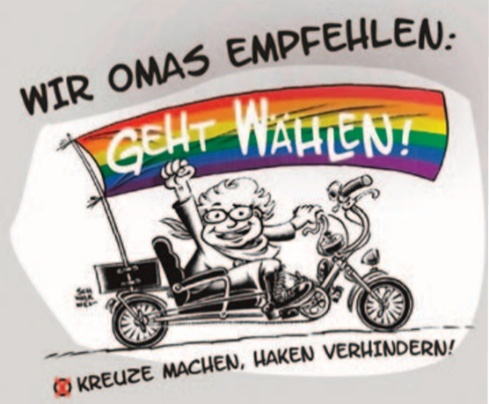 WIR OMAS EMPFEHLEN:
GEHT WÄHLEN!
KREUZE MACHEN, HAKEN VERHINDERN!